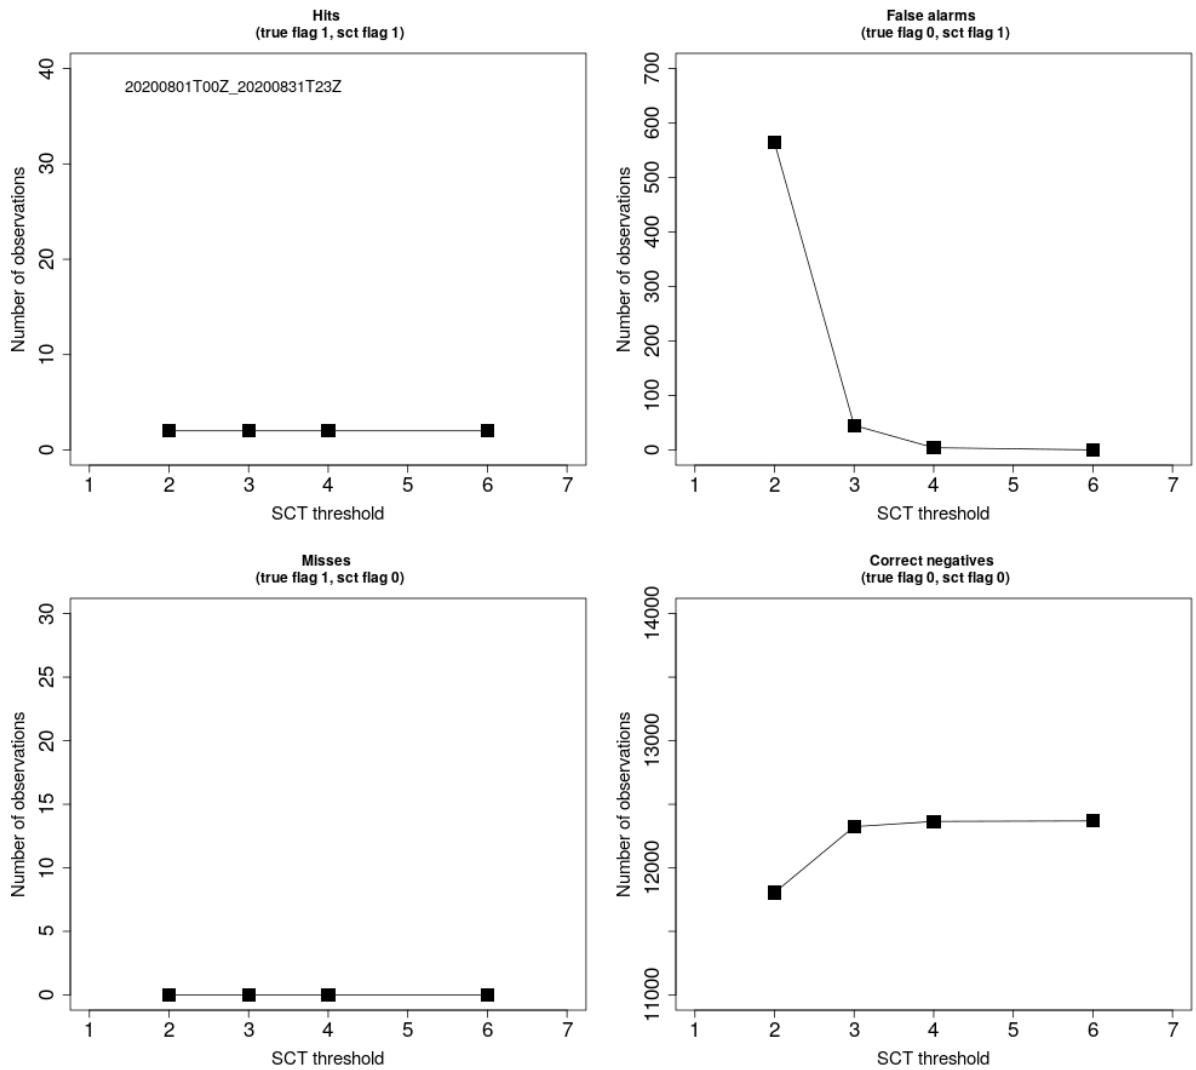 Hits
(true flag 1, sct flag 1)
20200801T00Z_20200831T23Z
Number of observations
0
10
20
30
40
1 2 3 4 5 6 7
SCT threshold
False alarms
(true flag 0, sct flag 1)
Number of observations
0
100
200
300
400
500
600
700
1 2 3 4 5 6 7
SCT threshold
Misses
(true flag 1, sct flag 0)
Number of observations
0
5
10
15
20
25
30
1 2 3 4 5 6 7
SCT threshold
Correct negatives
(true flag 0, sct flag 0)
Number of observations
11000
12000
13000
14000
1 2 3 4 5 6 7
SCT threshold